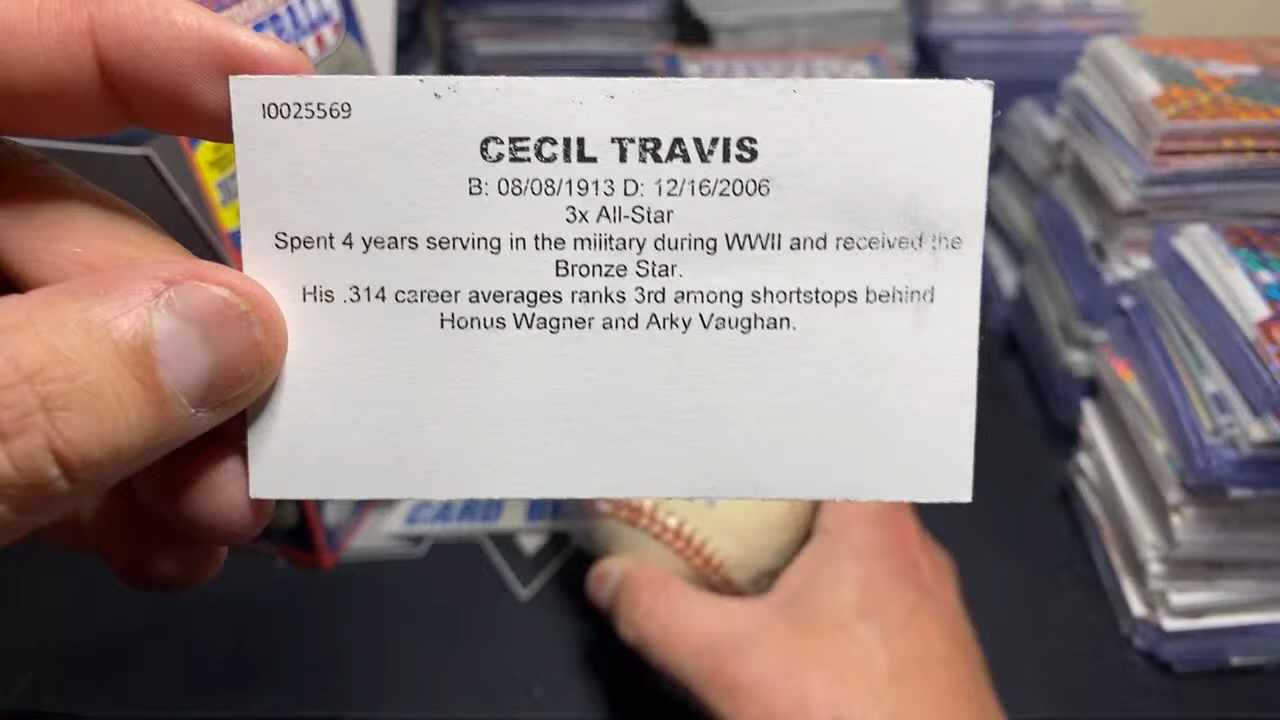 I0025569
CECIL TRAVIS
B: 08/08/1913 D: 12/16/2006
3x All-Star
Spent 4 years serving in the military during WWII and received the
Bronze Star.
His .314 career averages ranks 3rd among shortstops behind
Honus Wagner and Arky Vaughan.
CARD